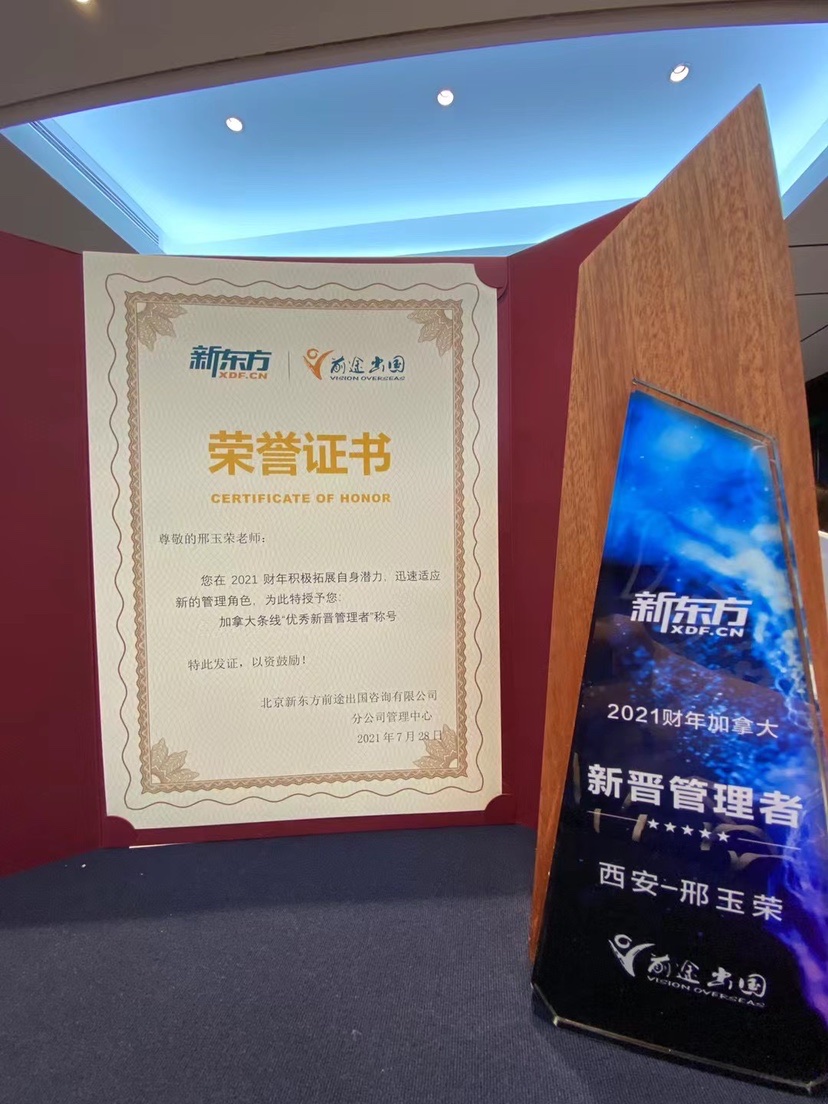 新东方
XDF.CN
前途出国
VISION OVERSEAS
荣誉证书
CERTIFICATE OF HONOR
尊敬的邢玉荣老师:
您在 2021 财年积极拓展自身潜力,迅速适应
新的管理角色,为此特授予您:
加拿大条线"优秀新晋管理者"称号
特此发证,以资鼓励!
北京新东方前途出国咨询有限公司
分公司管理中心
2021年7月28日
新东方
XDF.CN
2021财年加拿大
新晋管理者
★★★★★
西安-邢玉荣
前途出国
VISION OVERSEAS